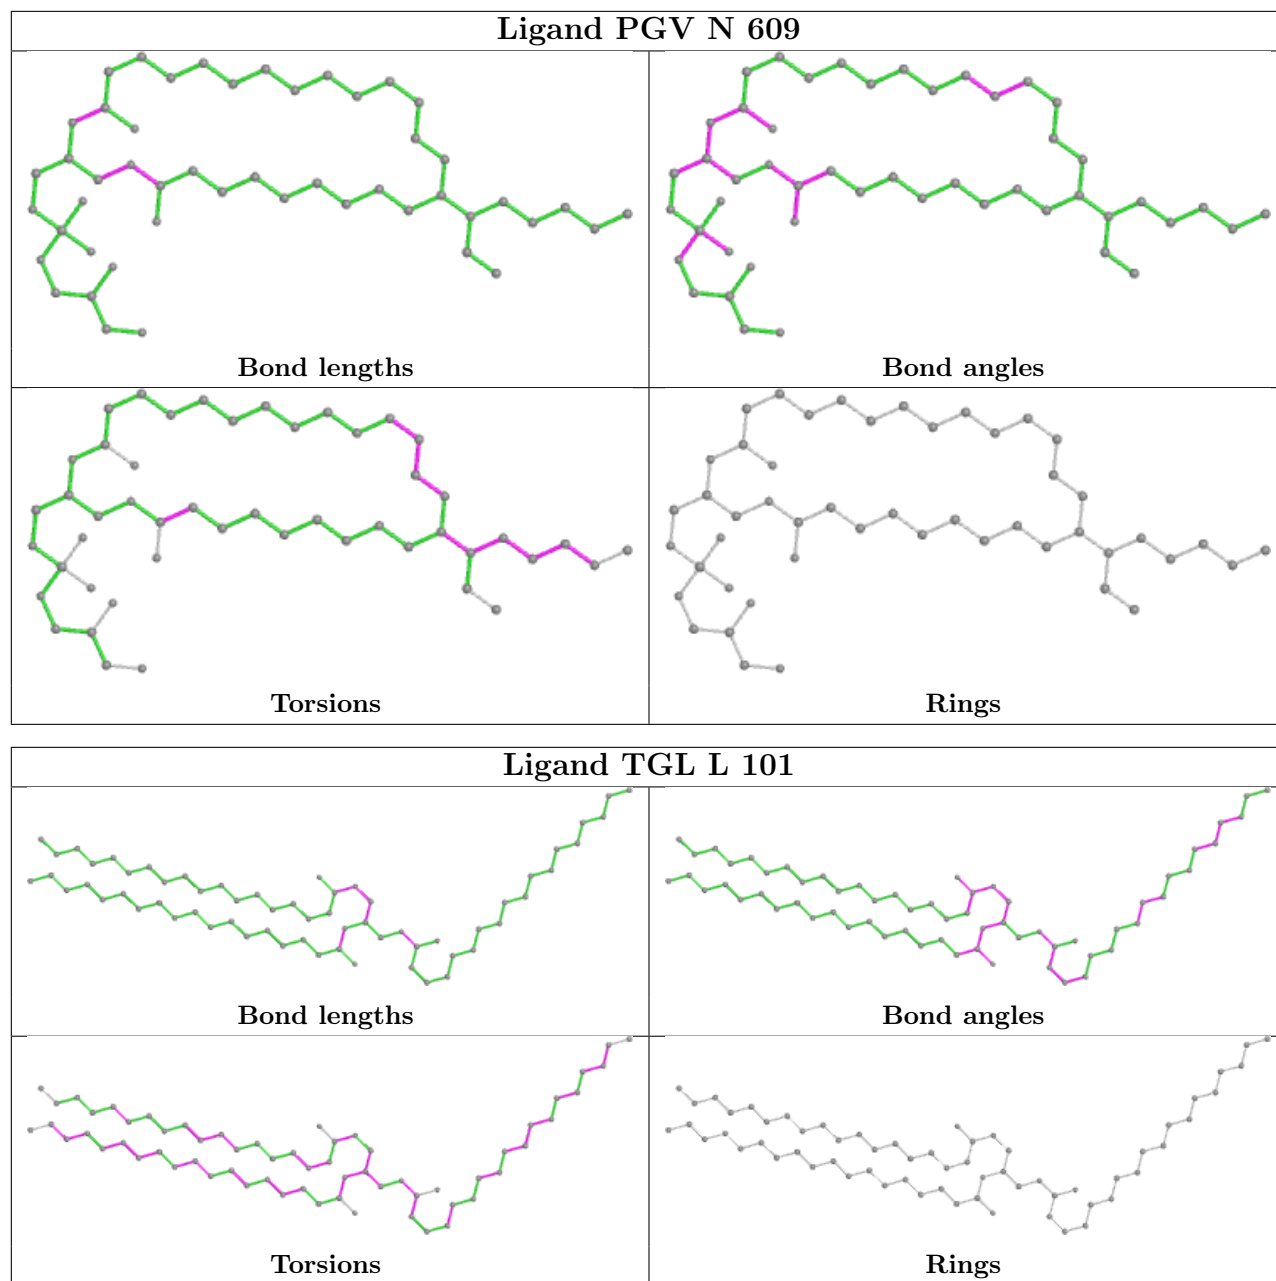 Ligand PGV N 609
Bond lengths
Bond angles
Torsions
Rings
Ligand TGL L 101
Bond lengths
Bond angles
Torsions
Rings